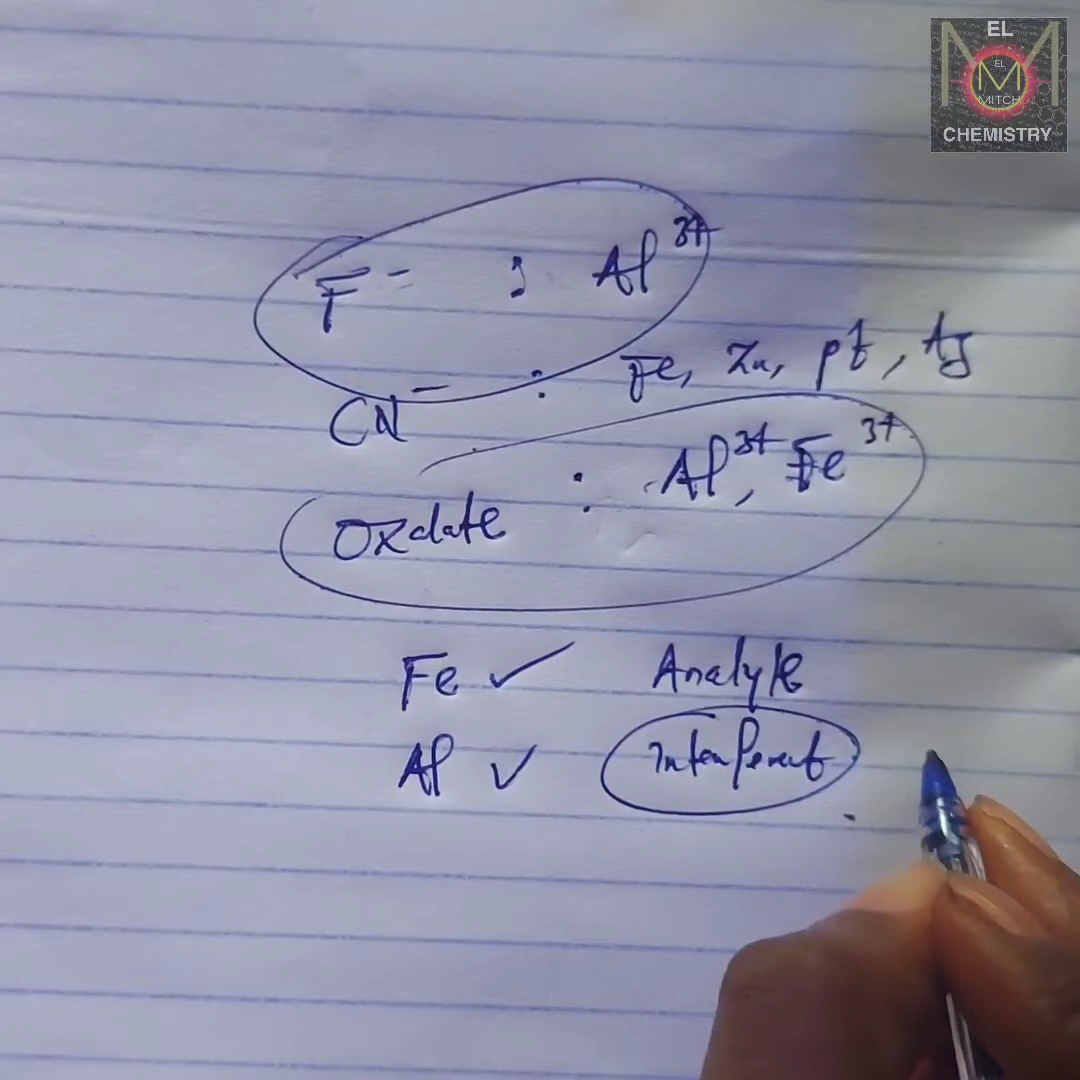 EL
EL
MITCH
CHEMISTRY
F⁻ : Al³⁺
CN⁻ : Fe, Zn, pt, Ag
Oxalate : Al³⁺, Fe³⁺
Fe ✓ Analyte
Al ✓ Interferent